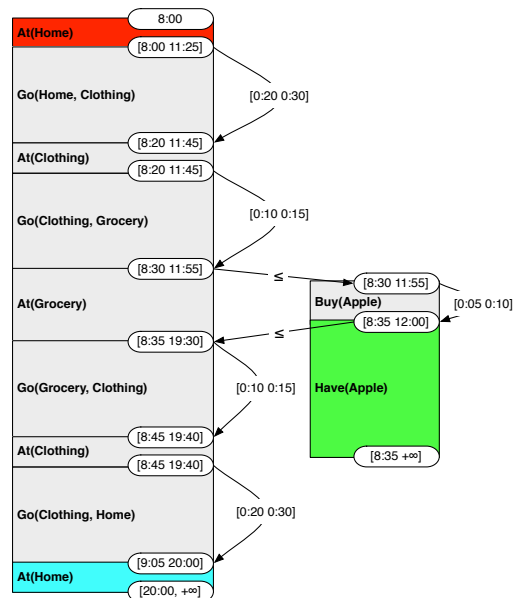 8:00
At(Home)
[8:00 11:25]
Go(Home, Clothing)
[0:20 0:30]
[8:20 11:45]
At(Clothing)
[8:20 11:45]
Go(Clothing, Grocery)
[0:10 0:15]
[8:30 11:55]
≤
[8:30 11:55]
At(Grocery)
Buy(Apple)
[0:05 0:10]
[8:35 12:00]
≤
[8:35 19:30]
Go(Grocery, Clothing)
[0:10 0:15]
Have(Apple)
[8:45 19:40]
At(Clothing)
[8:35 +∞]
[8:45 19:40]
Go(Clothing, Home)
[0:20 0:30]
[9:05 20:00]
At(Home)
[20:00, +∞]